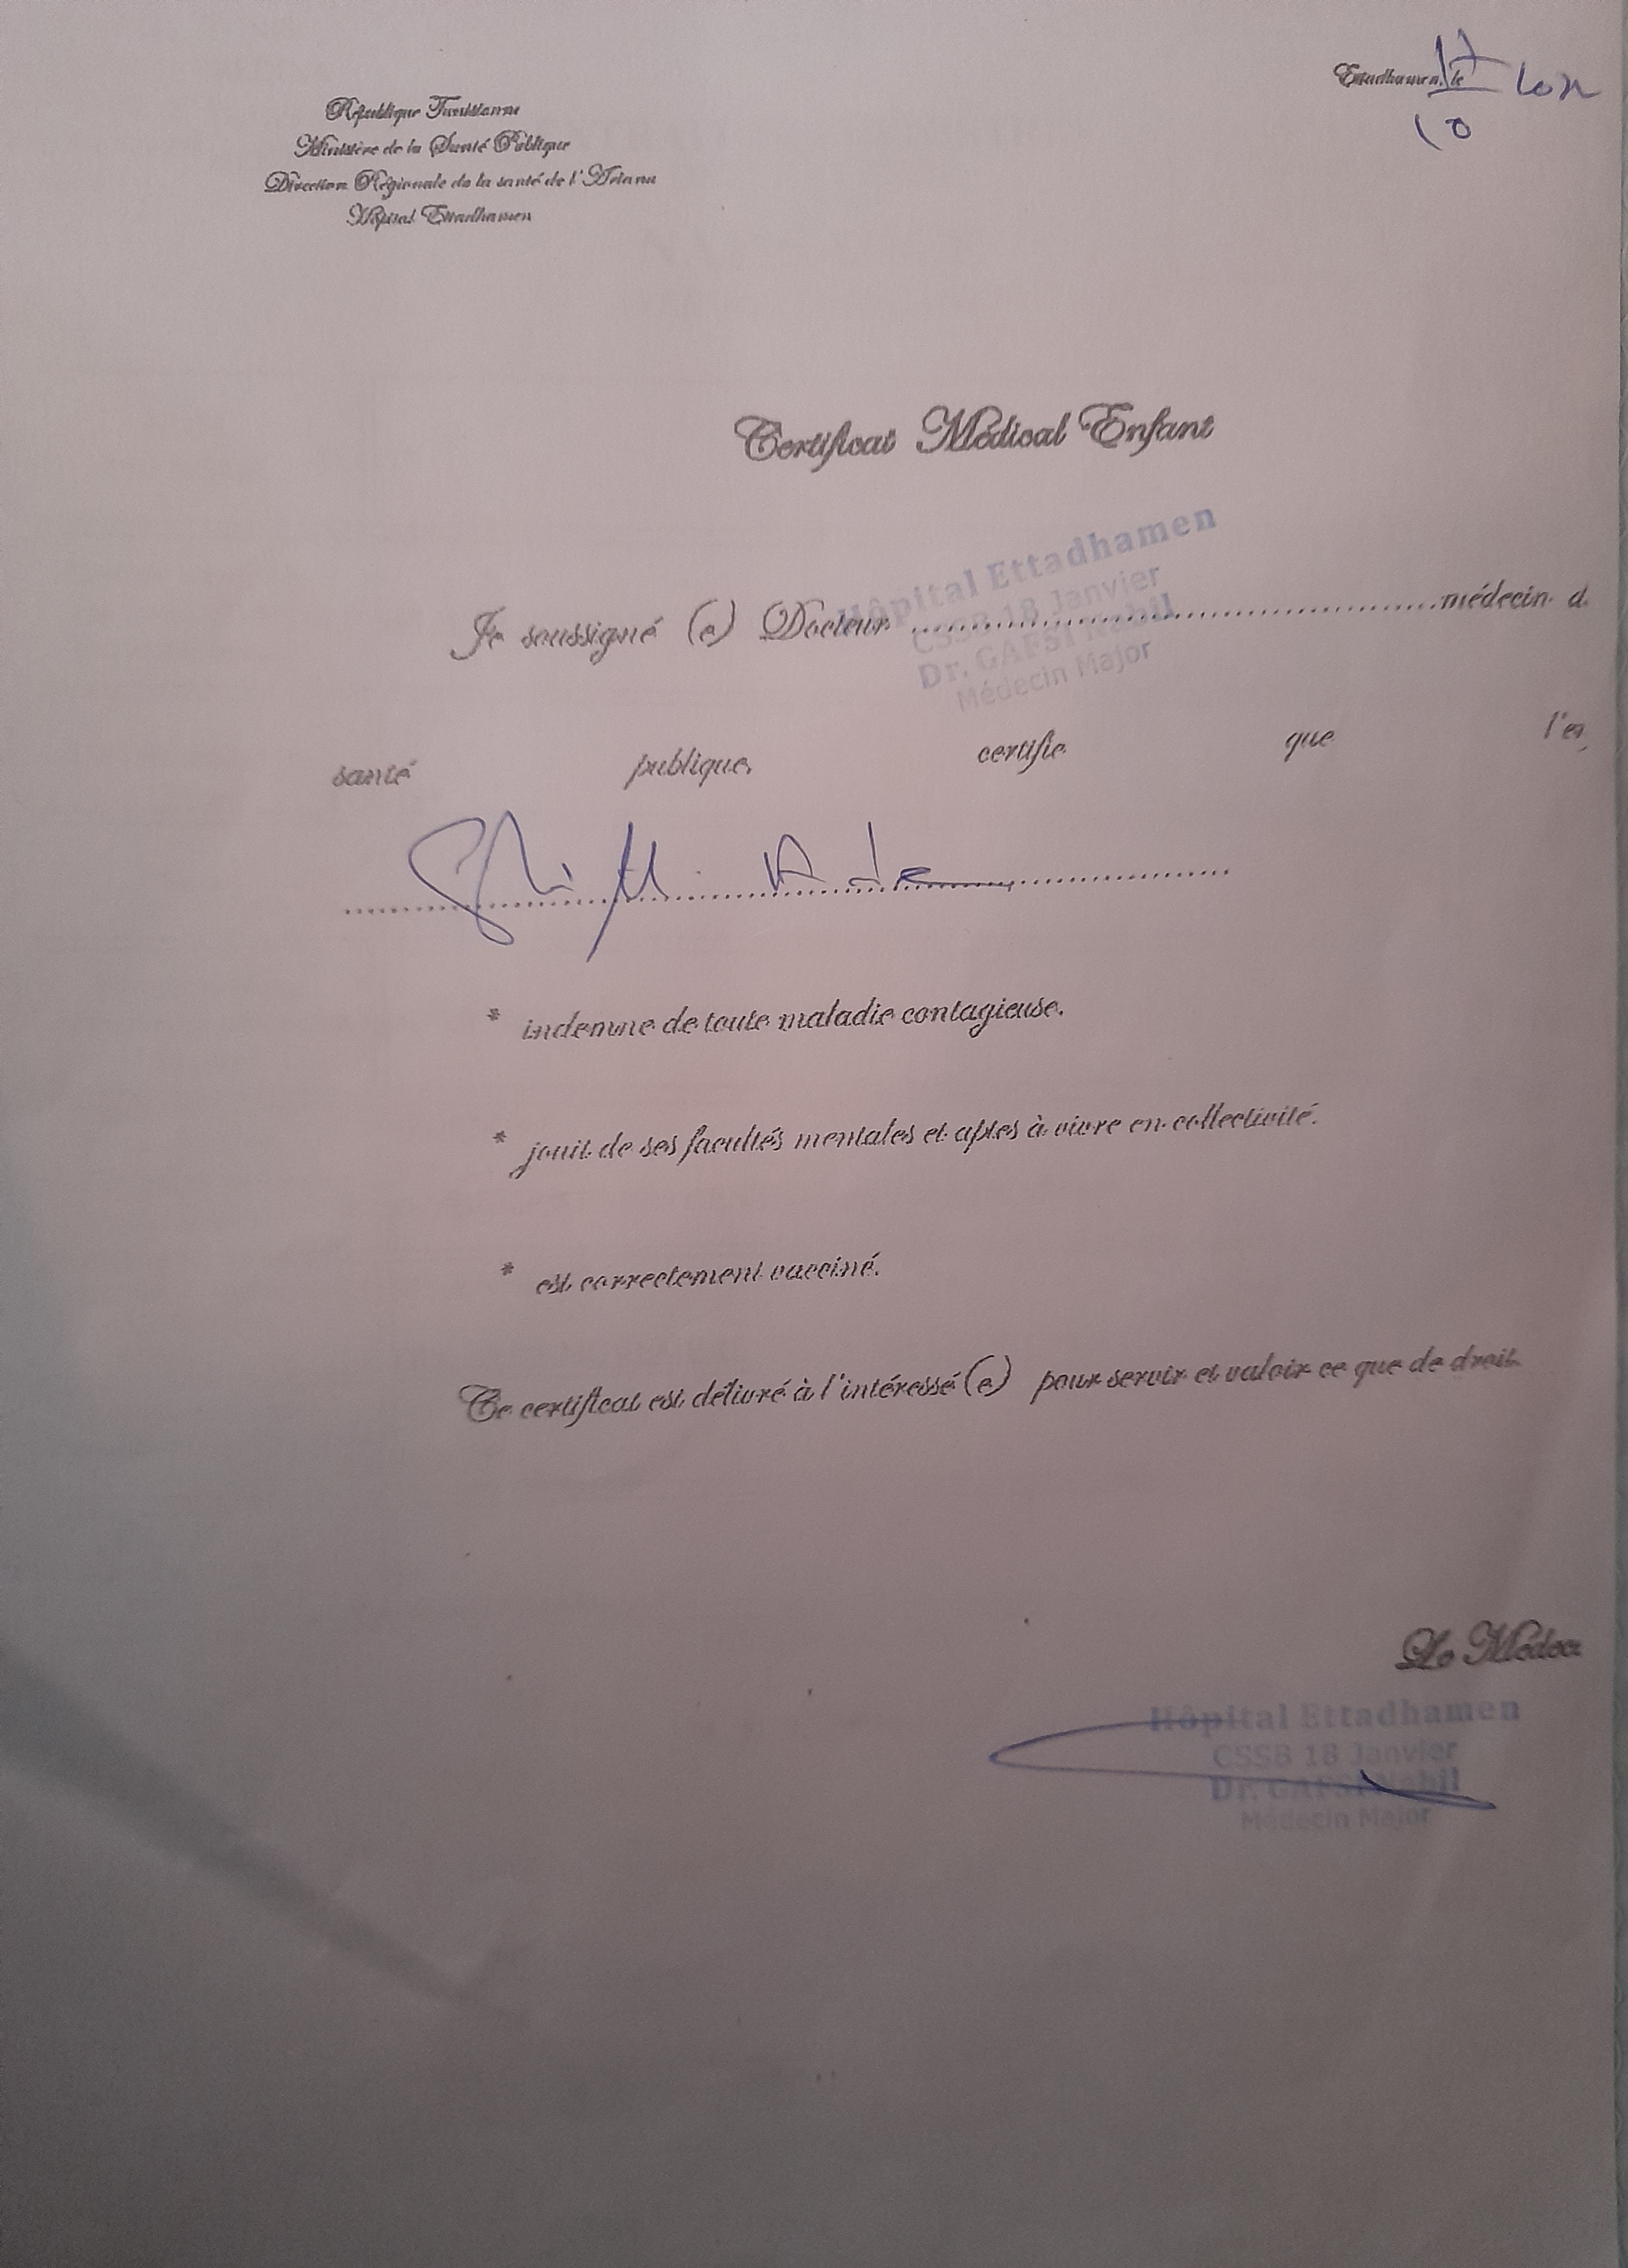 Ettadhamen, le 17
10
République Tunisienne
Ministère de la Santé Publique
Direction Régionale de la santé de l'Ariana
Hôpital Ettadhamen
Certificat Médical Enfant
Hôpital Ettadhamen
CSSB 18 Janvier
Dr. GAFSI Nabil
Médecin Major
Je soussigné (e) Docteur ........................................ médecin d
santé publique, certifie que l'e
* indemne de toute maladie contagieuse.
* jouit de ses facultés mentales et aptes à vivre en collectivité.
* est correctement vacciné.
Ce certificat est délivré à l'intéressé (e) pour servir et valoir ce que de droit.
Le Médec
Hôpital Ettadhamen
CSSB 18 Janvier
Dr. GAFSI Nabil
Médecin Major